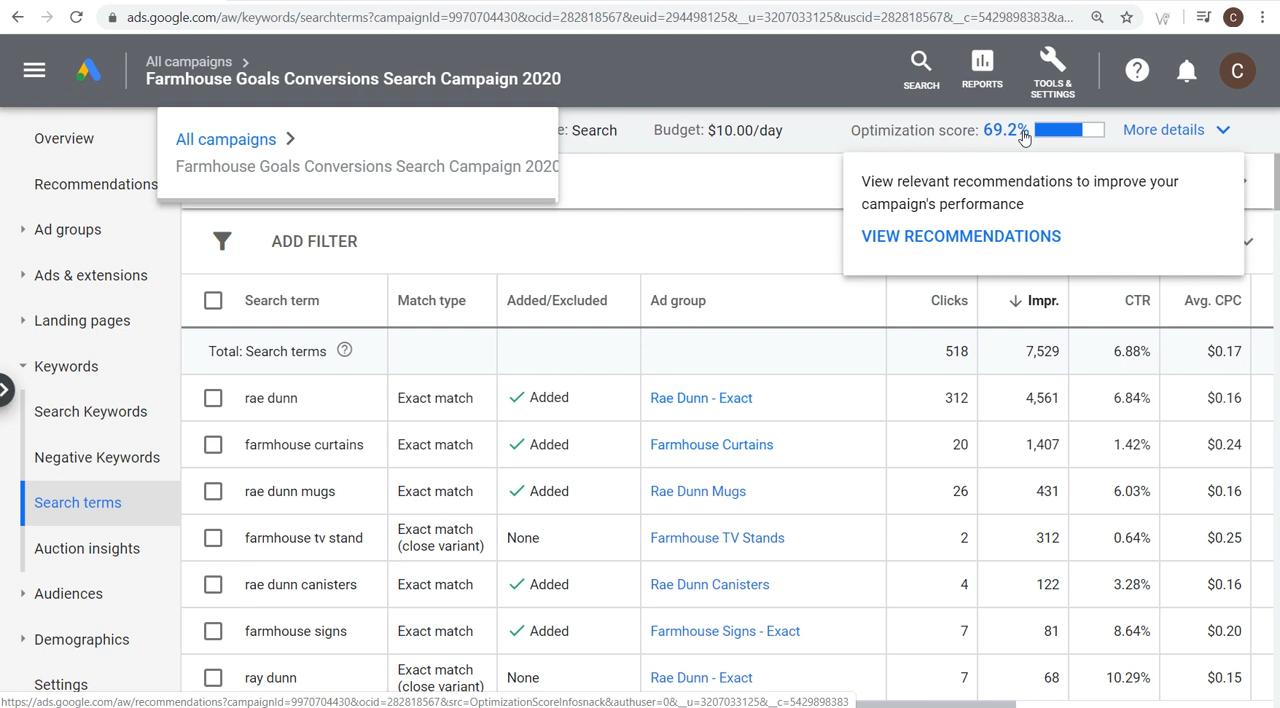 ads.google.com/aw/keywords/searchterms?campaignId=9970704430&ocid=282818567&euid=294498125&__u=3207033125&uscid=282818567&__c=5429898383&a...
C
All campaigns
Farmhouse Goals Conversions Search Campaign 2020
SEARCH
REPORTS
TOOLS &
SETTINGS
?
C
All campaigns
Farmhouse Goals Conversions Search Campaign 2020
e: Search
Budget: $10.00/day
Optimization score: 69.2%
More details
View relevant recommendations to improve your
campaign's performance
VIEW RECOMMENDATIONS
Overview
Recommendations
Ad groups
Ads & extensions
Landing pages
Keywords
Search Keywords
Negative Keywords
Search terms
Auction insights
Audiences
Demographics
Settings
ADD FILTER
Search term Match type Added/Excluded Ad group Clicks Impr. CTR Avg. CPC
Total: Search terms ? 518 7,529 6.88% $0.17
rae dunn Exact match Added Rae Dunn - Exact 312 4,561 6.84% $0.16
farmhouse curtains Exact match Added Farmhouse Curtains 20 1,407 1.42% $0.24
rae dunn mugs Exact match Added Rae Dunn Mugs 26 431 6.03% $0.16
farmhouse tv stand Exact match (close variant) None Farmhouse TV Stands 2 312 0.64% $0.25
rae dunn canisters Exact match Added Rae Dunn Canisters 4 122 3.28% $0.16
farmhouse signs Exact match Added Farmhouse Signs - Exact 7 81 8.64% $0.20
ray dunn Exact match (close variant) None Rae Dunn - Exact 7 68 10.29% $0.15
https://ads.google.com/aw/recommendations?campaignId=9970704430&ocid=282818567&src=OptimizationScoreInfosnack&authuser=0&__u=3207033125&__c=5429898383